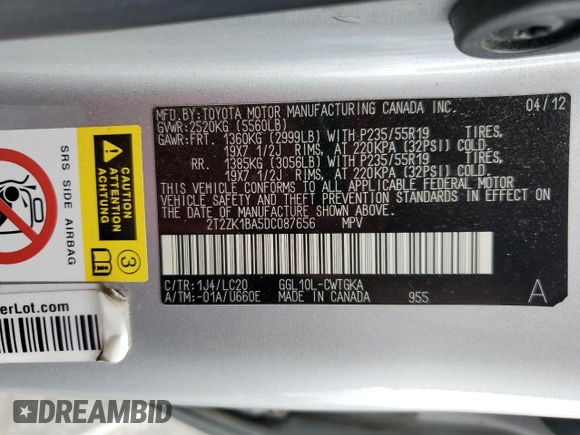 MFD. BY: TOYOTA MOTOR MANUFACTURING CANADA INC. 04/12
GVWR: 2520KG (5560LB)
GAWR: FRT. 1360KG (2999LB) WITH P235/55R19 TIRES,
19X7 1/2J RIMS, AT 220KPA (32PSI) COLD.
RR. 1385KG (3056LB) WITH P235/55R19 TIRES,
19X7 1/2J RIMS, AT 220KPA (32PSI) COLD.
THIS VEHICLE CONFORMS TO ALL APPLICABLE FEDERAL MOTOR
VEHICLE SAFETY AND THEFT PREVENTION STANDARDS IN EFFECT ON
THE DATE OF MANUFACTURE SHOWN ABOVE.
2T2ZK1BA5DC087656 MPV
C/TR: 1J4/LC20 GGL10L-CWTGKA
A/TM: -01A/U660E MADE IN CANADA 955 A
CAUTION
ATTENTION
ACHTUNG
SRS SIDE AIRBAG
3
erLot.com
DREAMBID